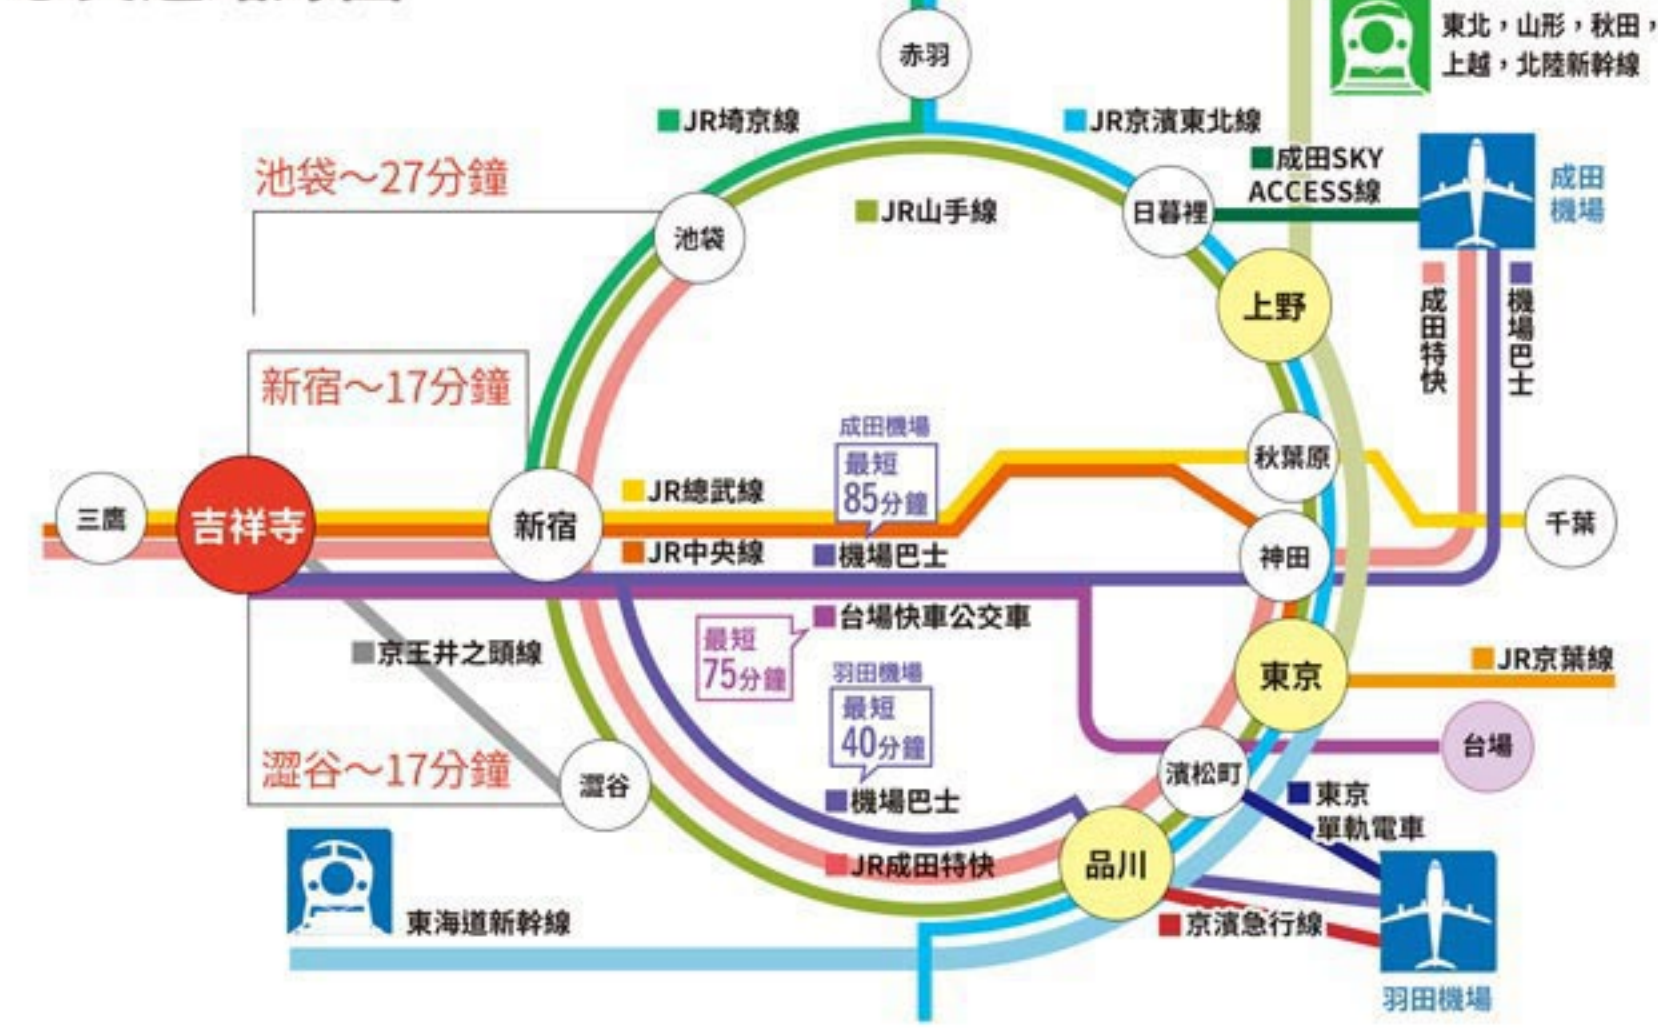 赤羽
東北，山形，秋田，
上越，北陸新幹線
JR埼京線
JR京濱東北線
成田SKY
ACCESS線
成田
機場
池袋～27分鐘
池袋
JR山手線
日暮裡
上野
成田特快
機場巴士
新宿～17分鐘
成田機場
最短
85分鐘
秋葉原
三鷹
吉祥寺
新宿
JR總武線
JR中央線
機場巴士
神田
千葉
台場快車公交車
最短
75分鐘
京王井之頭線
羽田機場
最短
40分鐘
東京
JR京葉線
台場
澀谷～17分鐘
澀谷
機場巴士
濱松町
東京
單軌電車
JR成田特快
品川
東海道新幹線
京濱急行線
羽田機場